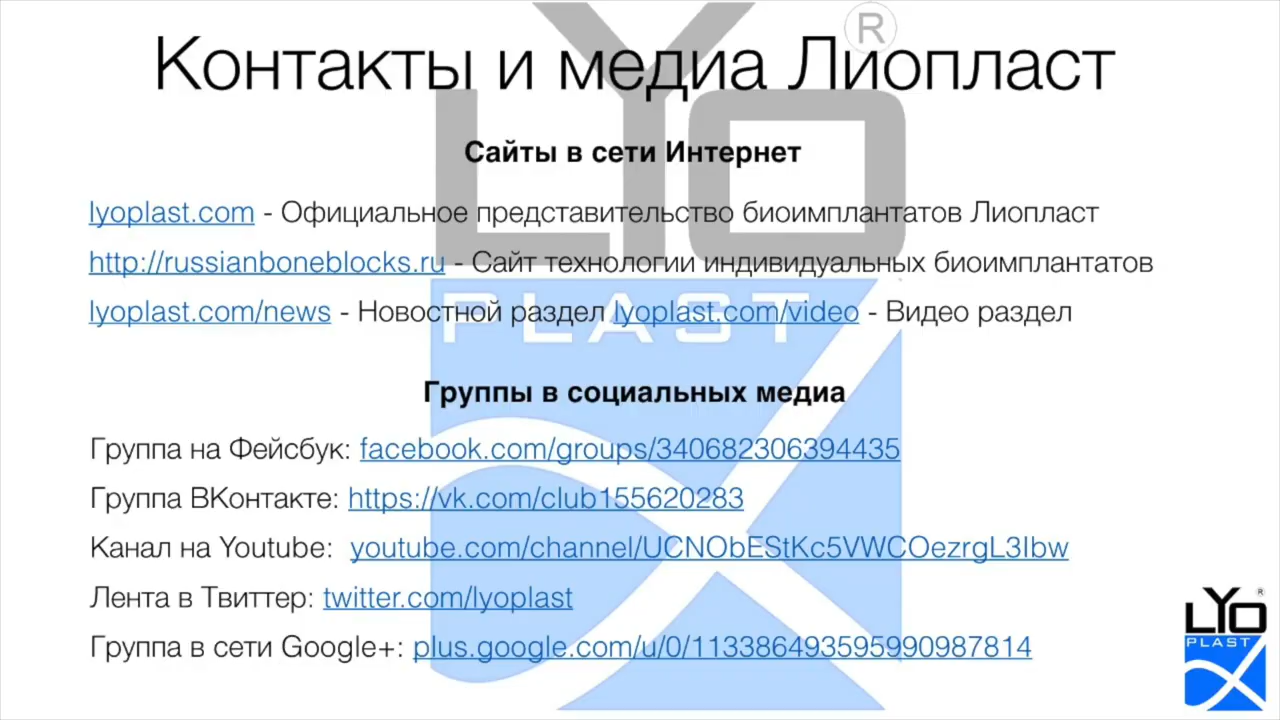 Контакты и медиа Лиопласт
Сайты в сети Интернет
lyoplast.com - Официальное представительство биоимплантатов Лиопласт
http://russianboneblocks.ru - Сайт технологии индивидуальных биоимплантатов
lyoplast.com/news - Новостной раздел lyoplast.com/video - Видео раздел
Группы в социальных медиа
Группа на Фейсбук: facebook.com/groups/340682306394435
Группа ВКонтакте: https://vk.com/club155620283
Канал на Youtube: youtube.com/channel/UCNObEStKc5VWCOezrgL3Ibw
Лента в Твиттер: twitter.com/lyoplast
Группа в сети Google+: plus.google.com/u/0/113386493595990987814
LYO ®
PLAST
LYO ®
PLAST